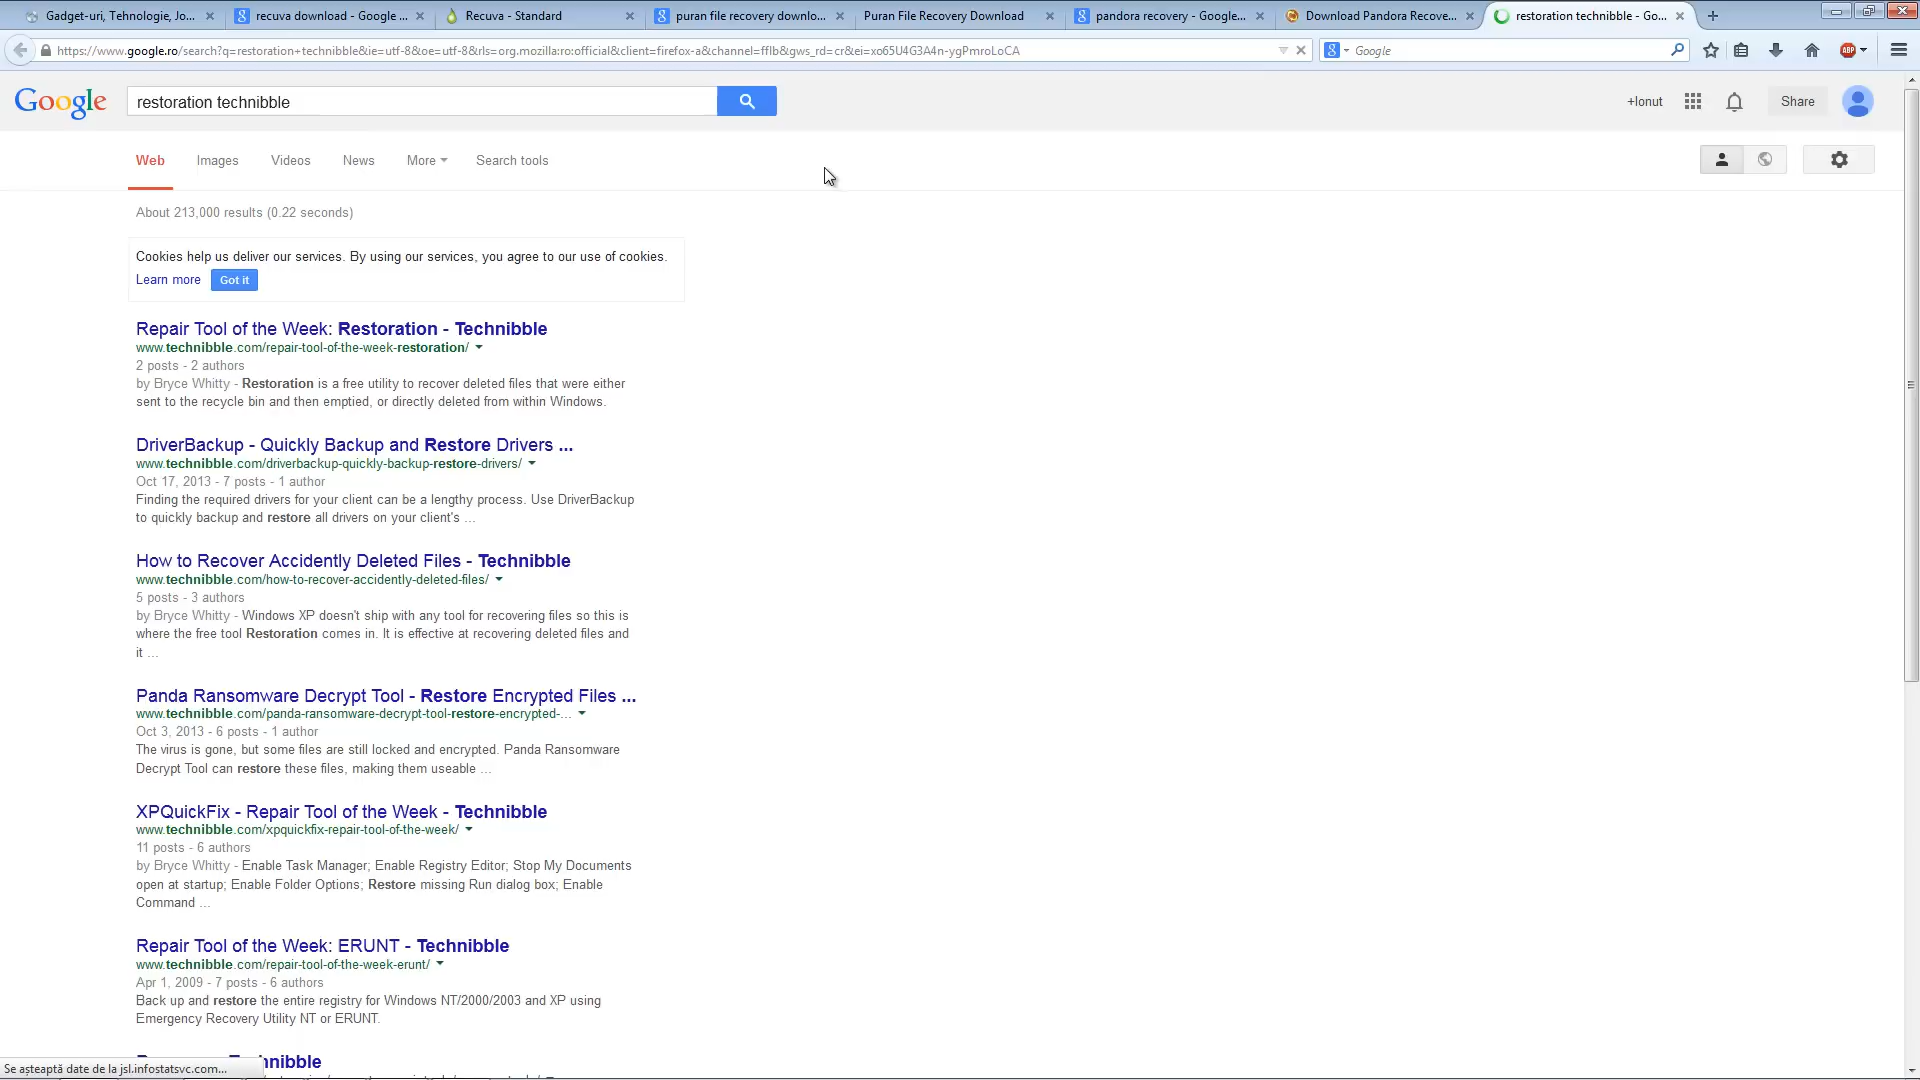 Gadget-uri, Tehnologie, Jo...
recuva download - Google ...
Recuva - Standard
puran file recovery downlo...
Puran File Recovery Download
pandora recovery - Google...
Download Pandora Recove...
restoration technibble - Go...
https://www.google.ro/search?q=restoration+technibble&ie=utf-8&oe=utf-8&rls=org.mozilla:ro:official&client=firefox-a&channel=fflb&gws_rd=cr&ei=xo65U4G3A4n-ygPmroLoCA
Google
ABP
Google
restoration technibble
+Ionut
Share
Web
Images
Videos
News
More
Search tools
About 213,000 results (0.22 seconds)
Cookies help us deliver our services. By using our services, you agree to our use of cookies.
Learn more
Got it
Repair Tool of the Week: Restoration - Technibble
www.technibble.com/repair-tool-of-the-week-restoration/
2 posts - 2 authors
by Bryce Whitty - Restoration is a free utility to recover deleted files that were either
sent to the recycle bin and then emptied, or directly deleted from within Windows.
DriverBackup - Quickly Backup and Restore Drivers ...
www.technibble.com/driverbackup-quickly-backup-restore-drivers/
Oct 17, 2013 - 7 posts - 1 author
Finding the required drivers for your client can be a lengthy process. Use DriverBackup
to quickly backup and restore all drivers on your client's ...
How to Recover Accidently Deleted Files - Technibble
www.technibble.com/how-to-recover-accidently-deleted-files/
5 posts - 3 authors
by Bryce Whitty - Windows XP doesn't ship with any tool for recovering files so this is
where the free tool Restoration comes in. It is effective at recovering deleted files and
it ...
Panda Ransomware Decrypt Tool - Restore Encrypted Files ...
www.technibble.com/panda-ransomware-decrypt-tool-restore-encrypted-...
Oct 3, 2013 - 6 posts - 1 author
The virus is gone, but some files are still locked and encrypted. Panda Ransomware
Decrypt Tool can restore these files, making them useable ...
XPQuickFix - Repair Tool of the Week - Technibble
www.technibble.com/xpquickfix-repair-tool-of-the-week/
11 posts - 6 authors
by Bryce Whitty - Enable Task Manager; Enable Registry Editor; Stop My Documents
open at startup; Enable Folder Options; Restore missing Run dialog box; Enable
Command ...
Repair Tool of the Week: ERUNT - Technibble
www.technibble.com/repair-tool-of-the-week-erunt/
Apr 1, 2009 - 7 posts - 6 authors
Back up and restore the entire registry for Windows NT/2000/2003 and XP using
Emergency Recovery Utility NT or ERUNT.
Se așteaptă date de la jsl.infostatsvc.com...